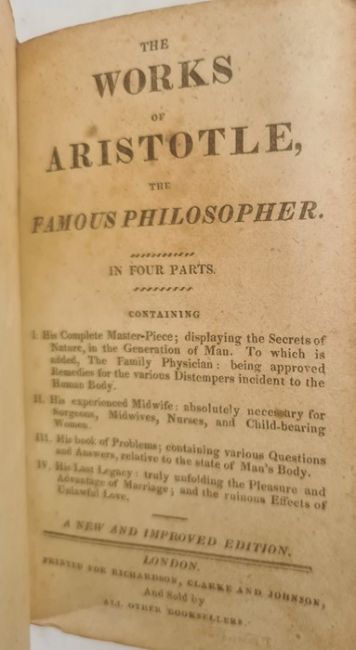 THE
WORKS
OF
ARISTOTLE,
THE
FAMOUS PHILOSOPHER.
IN FOUR PARTS.
CONTAINING
I. His Complete Master-Piece; displaying the Secrets of
Nature, in the Generation of Man. To which is
added, The Family Physician: being approved
Remedies for the various Distempers incident to the
Human Body.
II. His experienced Midwife: absolutely necessary for
Surgeons, Midwives, Nurses, and Child-bearing
Women.
III. His book of Problems; containing various Questions
and Answers, relative to the state of Man's Body.
IV. His Last Legacy: truly unfolding the Pleasure and
Advantage of Marriage; and the ruinous Effects of
Unlawful Love.
A NEW AND IMPROVED EDITION.
LONDON.
PRINTED FOR RICHARDSON, CLARKE AND JOHNSON,
And Sold by
ALL OTHER BOOKSELLERS.